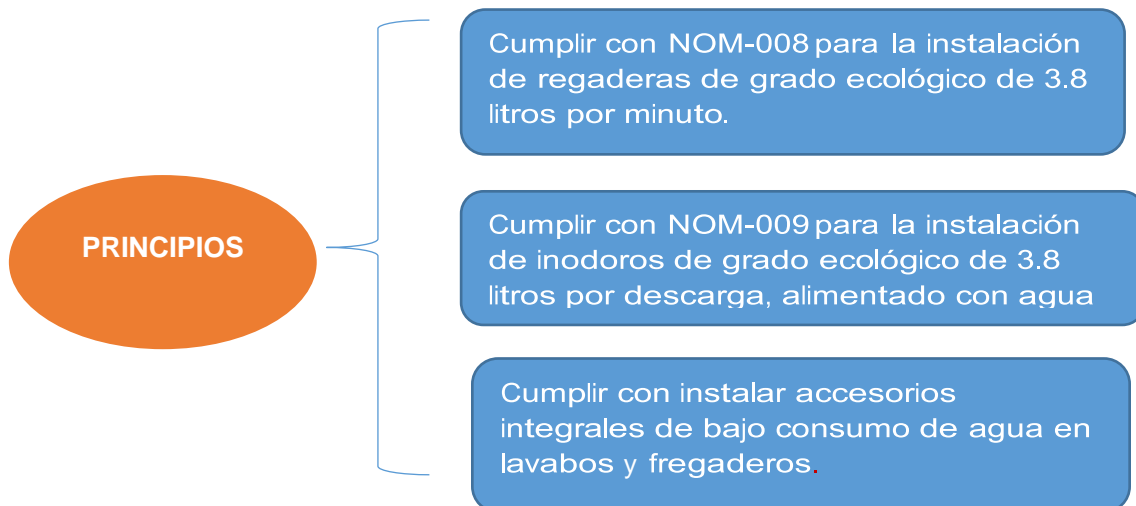 PRINCIPIOS
Cumplir con NOM-008 para la instalación
de regaderas de grado ecológico de 3.8
litros por minuto.
Cumplir con NOM-009 para la instalación
de inodoros de grado ecológico de 3.8
litros por descarga, alimentado con agua
Cumplir con instalar accesorios
integrales de bajo consumo de agua en
lavabos y fregaderos.